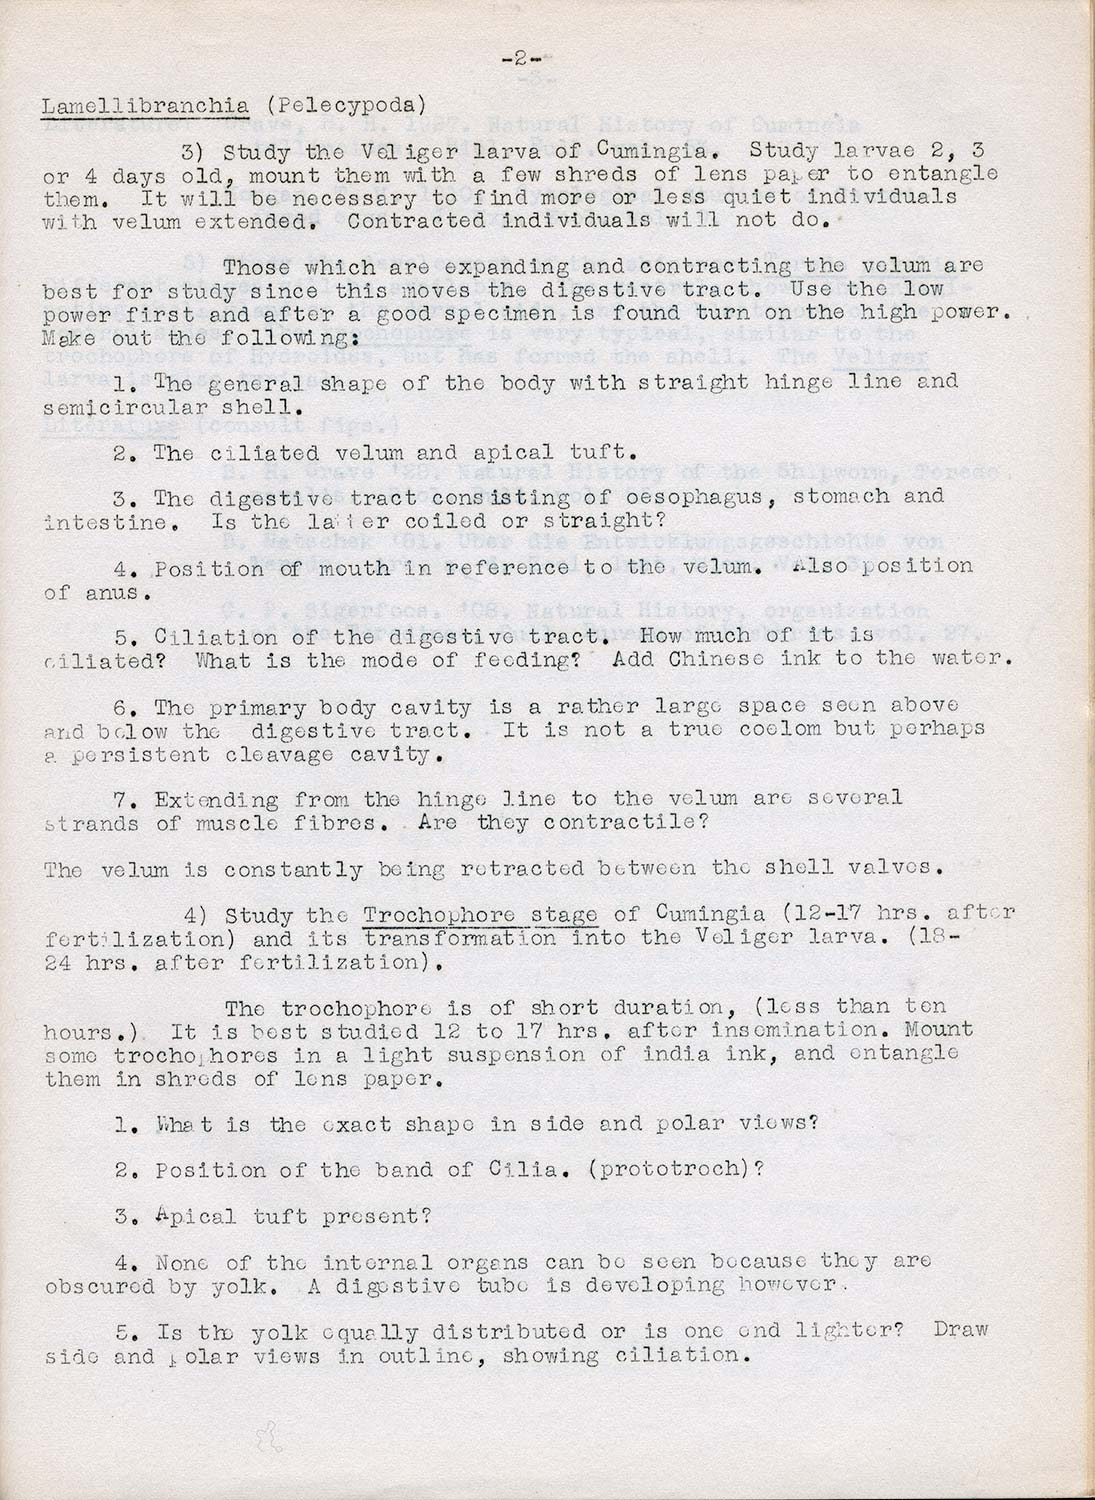 -2-
Lamellibranchia (Pelecypoda)
3) Study the Veliger larva of Cumingia. Study larvae 2, 3
or 4 days old, mount them with a few shreds of lens paper to entangle
them. It will be necessary to find more or less quiet individuals
with velum extended. Contracted individuals will not do.
Those which are expanding and contracting the velum are
best for study since this moves the digestive tract. Use the low
power first and after a good specimen is found turn on the high power.
Make out the following:
1. The general shape of the body with straight hinge line and
semicircular shell.
2. The ciliated velum and apical tuft.
3. The digestive tract consisting of oesophagus, stomach and
intestine. Is the latter coiled or straight?
4. Position of mouth in reference to the velum. Also position
of anus.
5. Ciliation of the digestive tract. How much of it is
ciliated? What is the mode of feeding? Add Chinese ink to the water.
6. The primary body cavity is a rather large space seen above
and below the digestive tract. It is not a true coelom but perhaps
a persistent cleavage cavity.
7. Extending from the hinge line to the velum are several
strands of muscle fibres. Are they contractile?
The velum is constantly being retracted between the shell valves.
4) Study the Trochophore stage of Cumingia (12-17 hrs. after
fertilization) and its transformation into the Veliger larva. (18-
24 hrs. after fertilization).
The trochophore is of short duration, (less than ten
hours.) It is best studied 12 to 17 hrs. after insemination. Mount
some trochophores in a light suspension of india ink, and entangle
them in shreds of lens paper.
1. What is the exact shape in side and polar views?
2. Position of the band of Cilia. (prototroch)?
3. Apical tuft present?
4. None of the internal organs can be seen because they are
obscured by yolk. A digestive tube is developing however.
5. Is the yolk equally distributed or is one end lighter? Draw
side and polar views in outline, showing ciliation.